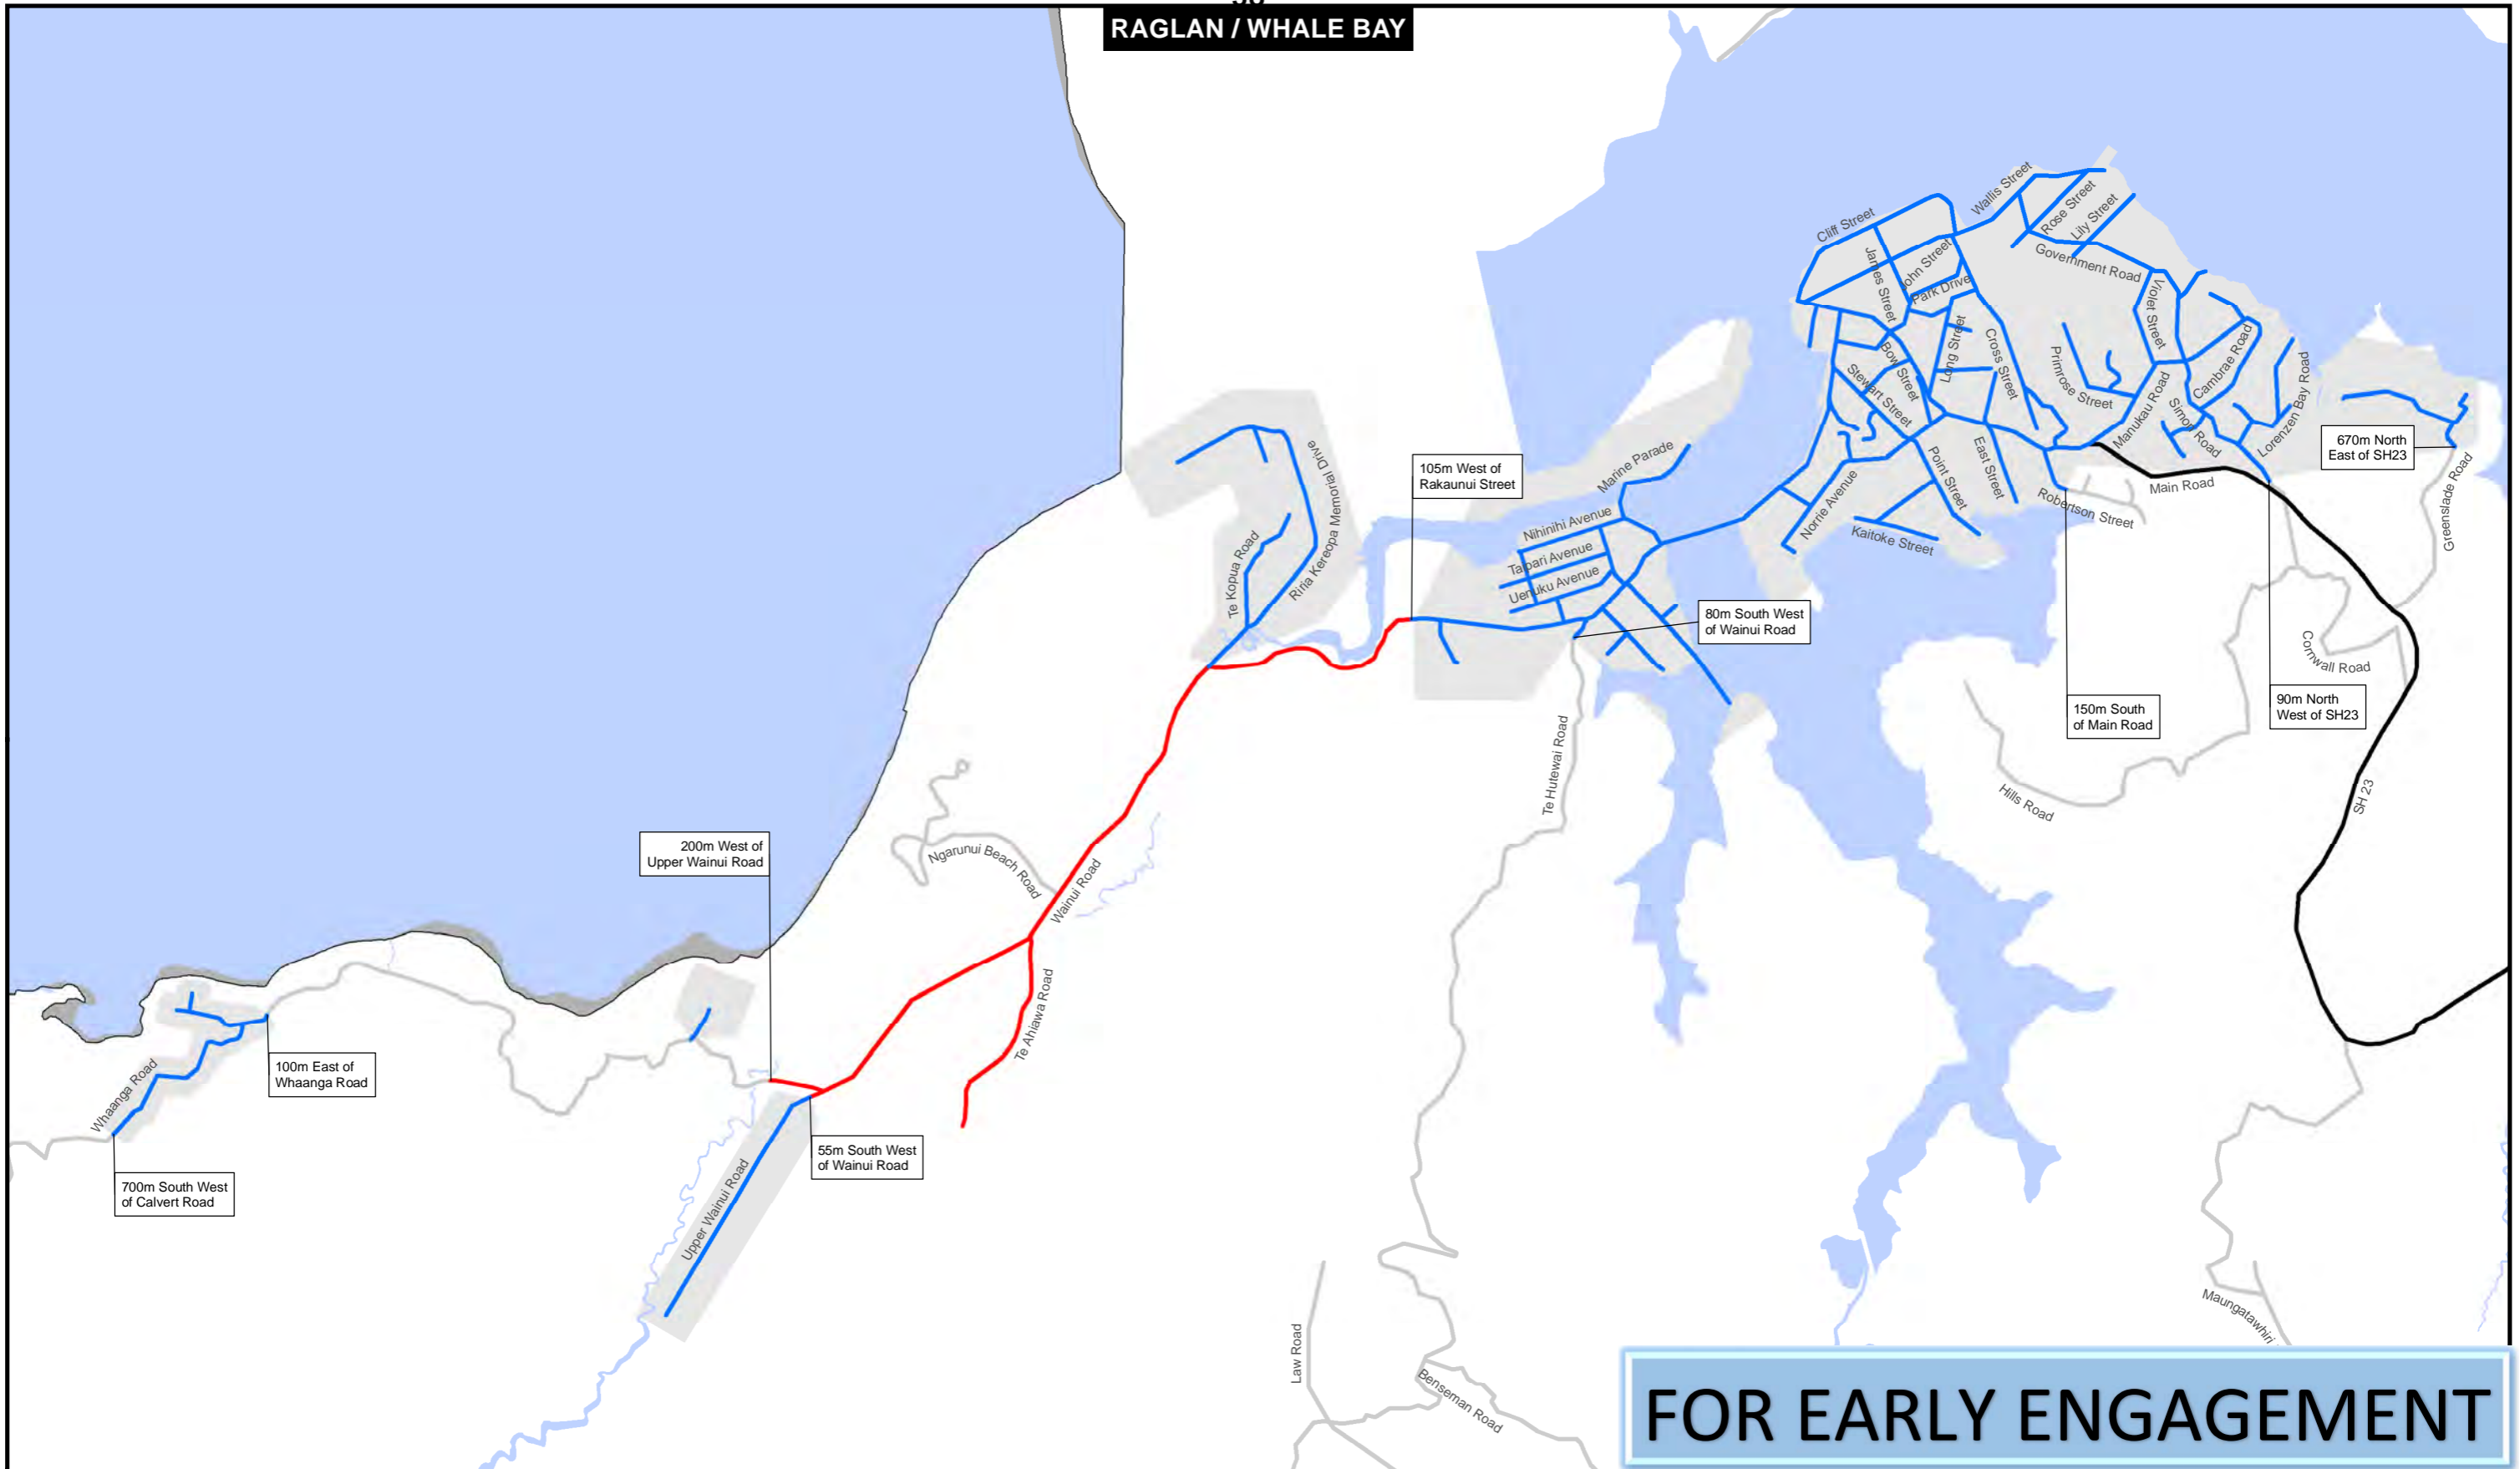 RAGLAN / WHALE BAY
Wallis Street
Rose Street
Lily Street
Cliff Street
James Street
John Street
Park Drive
Government Road
Violet Street
Long Street
Cross Street
Bow Street
Stewart Street
Primrose Street
Manukau Road
Cambrae Road
Simon Road
Lorenzen Bay Road
670m North
East of SH23
Greenslade Road
Main Road
Robertson Street
East Street
Point Street
Norrie Avenue
Kaitoke Street
Marine Parade
Nihinihi Avenue
Taipari Avenue
Uenuku Avenue
105m West of
Rakaunui Street
Riria Kereopa Memorial Drive
Te Kopua Road
80m South West
of Wainui Road
150m South
of Main Road
90m North
West of SH23
Cornwall Road
Hills Road
SH 23
Te Hutewai Road
200m West of
Upper Wainui Road
Ngarunui Beach Road
Wainui Road
Te Ahiawa Road
100m East of
Whaanga Road
Whaanga Road
700m South West
of Calvert Road
55m South West
of Wainui Road
Upper Wainui Road
Law Road
Benseman Road
Maungatawhiri
FOR EARLY ENGAGEMENT